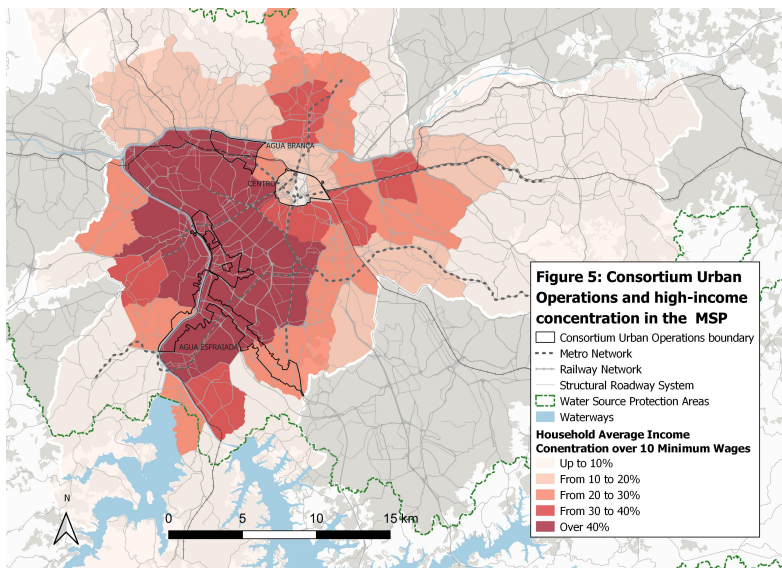 AGUA BRANCA
CENTRO
AGUA ESPRAIADA
Figure 5: Consortium Urban
Operations and high-income
concentration in the MSP
Consortium Urban Operations boundary
Metro Network
Railway Network
Structural Roadway System
Water Source Protection Areas
Waterways
Household Average Income
Conentration over 10 Minimum Wages
Up to 10%
From 10 to 20%
From 20 to 30%
From 30 to 40%
Over 40%
N
0 5 10 15 km